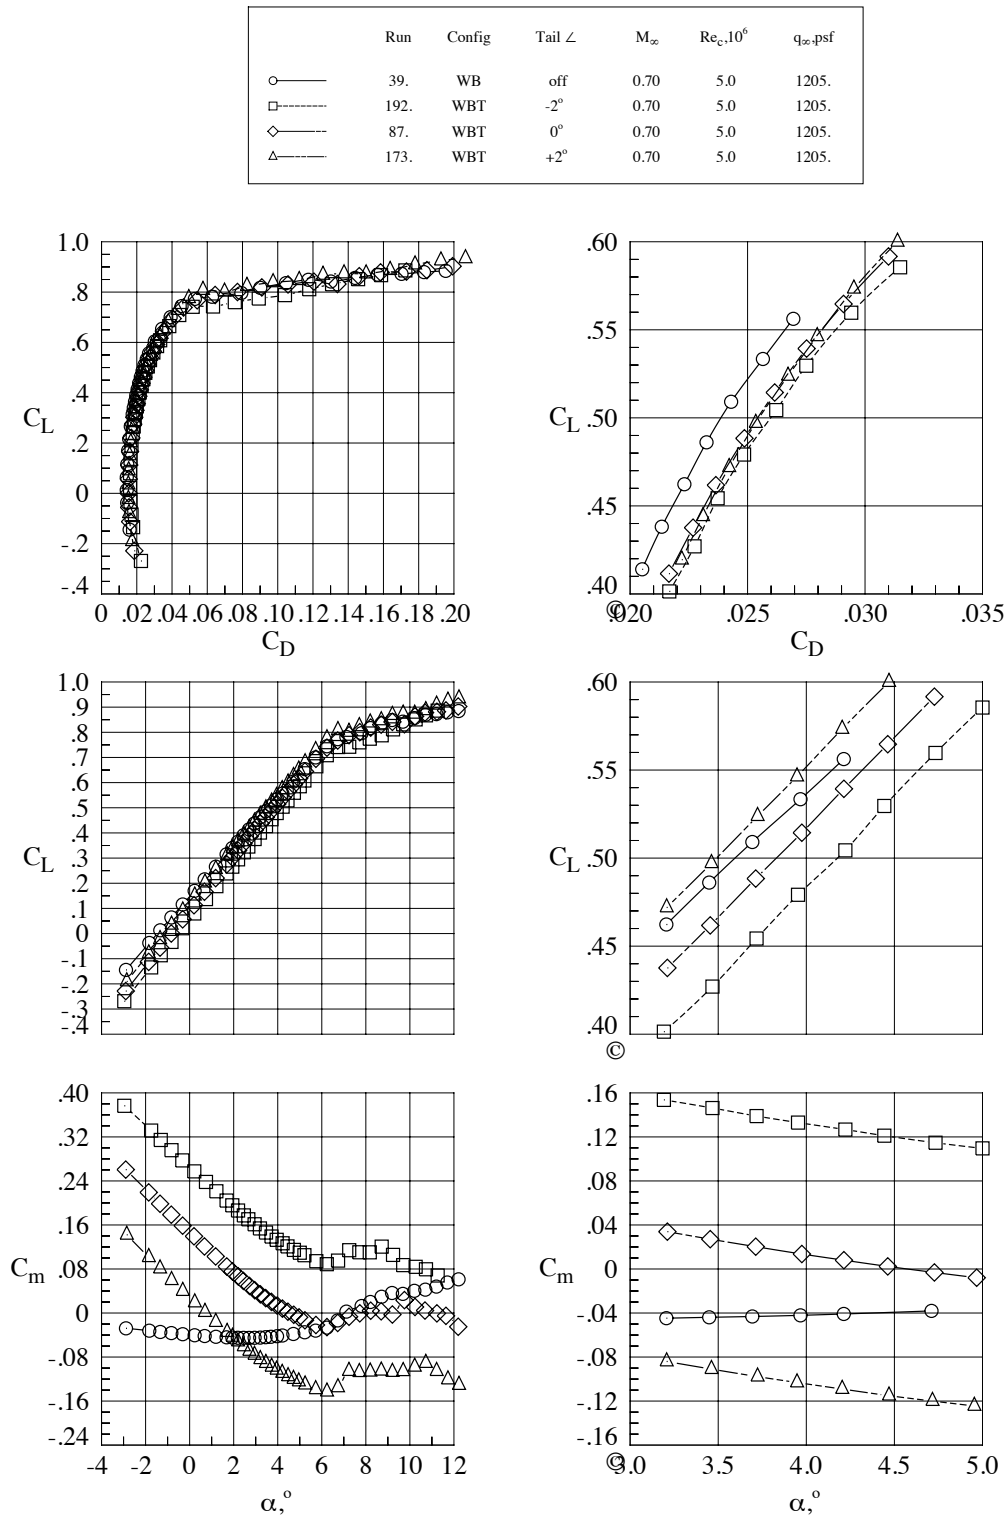 Run Config Tail ∠ M∞ Re_c,10^6 q∞,psf
39. WB off 0.70 5.0 1205.
192. WBT -2° 0.70 5.0 1205.
87. WBT 0° 0.70 5.0 1205.
173. WBT +2° 0.70 5.0 1205.
1.0
.8
.6
.4
.2
0
-.2
-.4
C_L
0 .02 .04 .06 .08 .10 .12 .14 .16 .18 .20
C_D
.60
.55
.50
.45
.40
C_L
©
.020 .025 .030 .035
C_D
1.0
.9
.8
.7
.6
.5
.4
.3
.2
.1
0
-.1
-.2
-.3
-.4
C_L
.60
.55
.50
.45
.40
C_L
©
.40
.32
.24
.16
.08
0
-.08
-.16
-.24
C_m
-4 -2 0 2 4 6 8 10 12
α,°
.16
.12
.08
.04
0
-.04
-.08
-.12
-.16
C_m
©
3.0 3.5 4.0 4.5 5.0
α,°